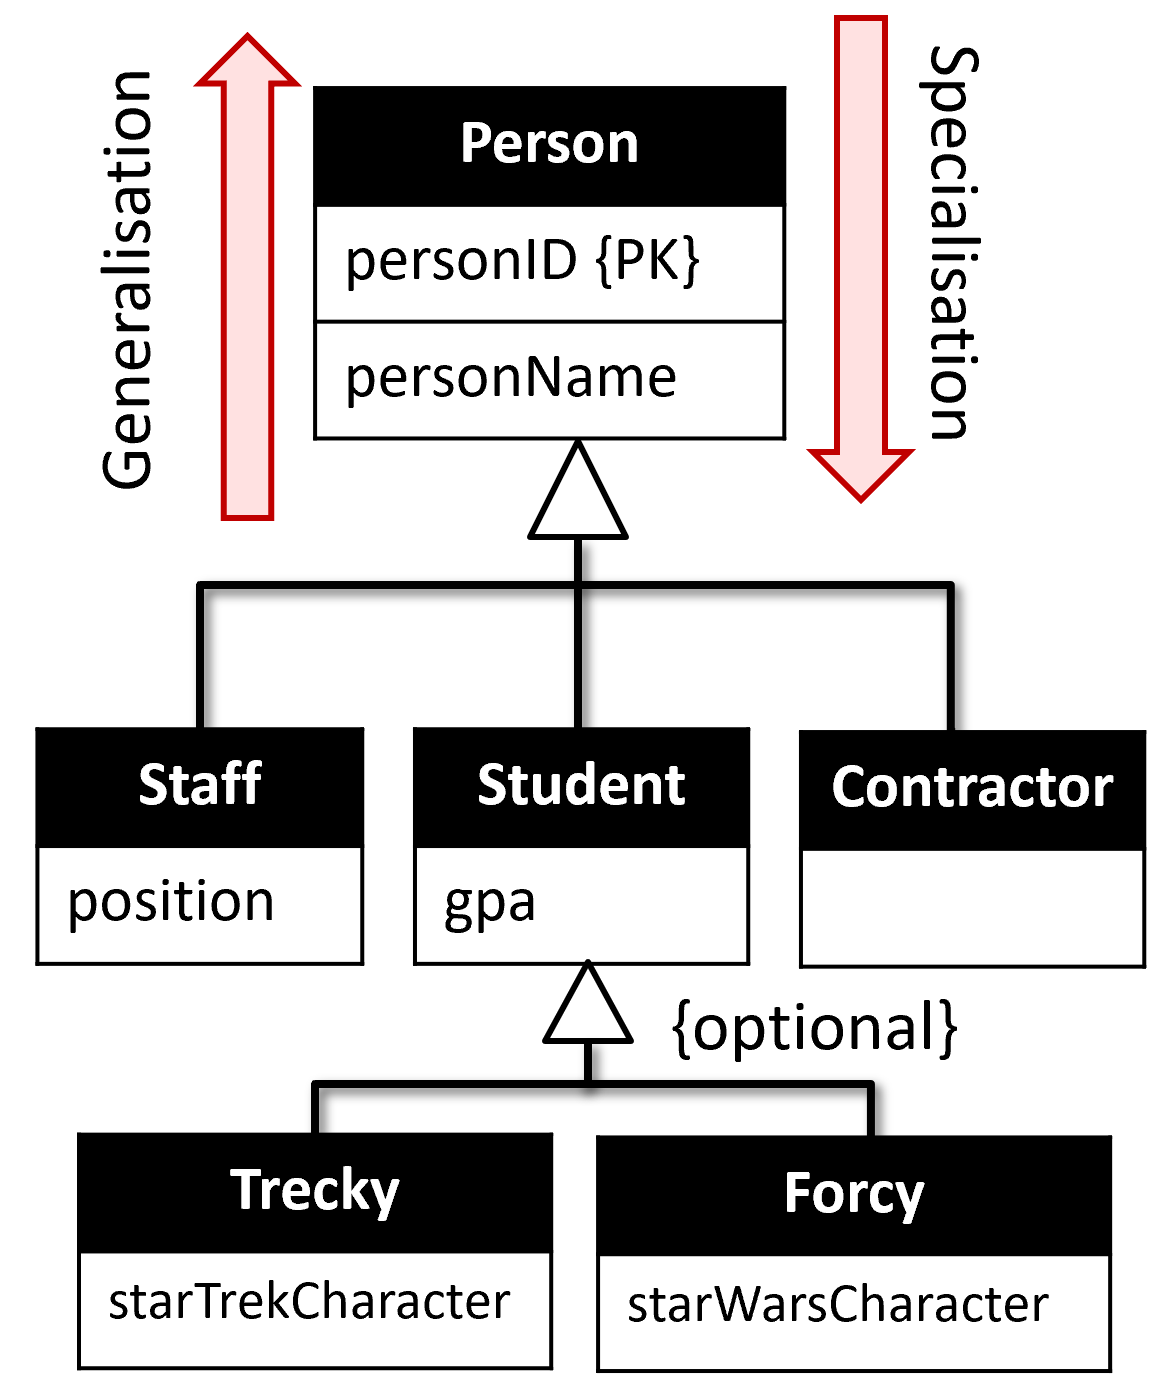 Generalisation
Specialisation
Person
personID {PK}
personName
Staff
position
Student
gpa
Contractor
{optional}
Trecky
starTrekCharacter
Forcy
starWarsCharacter